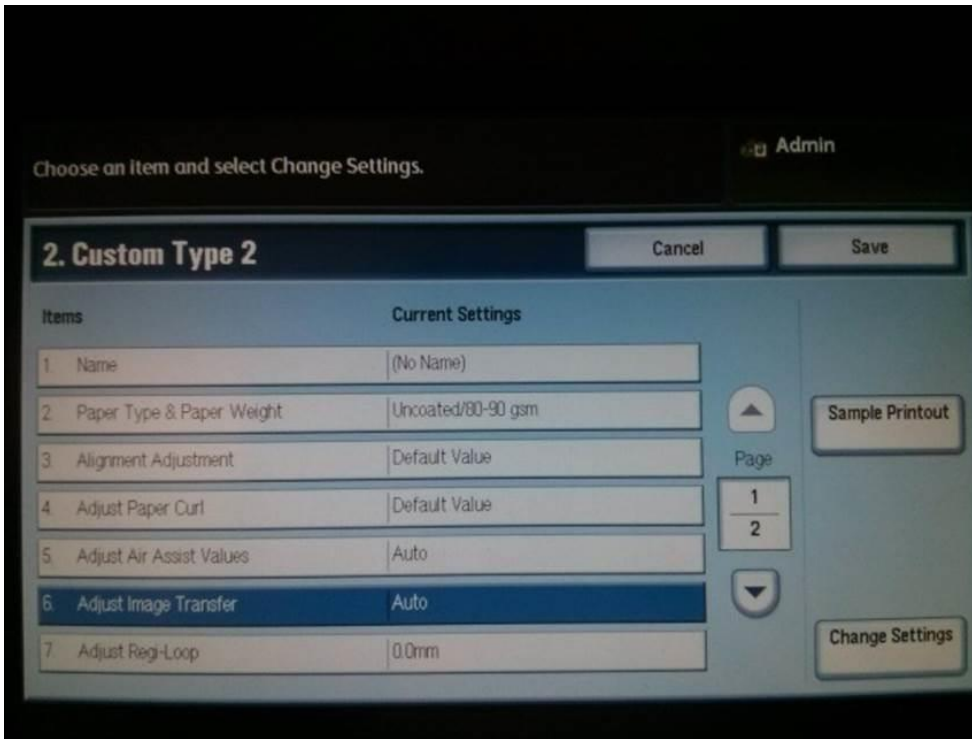 Admin
Choose an item and select Change Settings.
2. Custom Type 2
Cancel
Save
Items
Current Settings
1. Name (No Name)
2. Paper Type & Paper Weight Uncoated/80-90 gsm
3. Alignment Adjustment Default Value
4. Adjust Paper Curl Default Value
5. Adjust Air Assist Values Auto
6. Adjust Image Transfer Auto
7. Adjust Regi-Loop 0.0mm
Page
1
2
Sample Printout
Change Settings